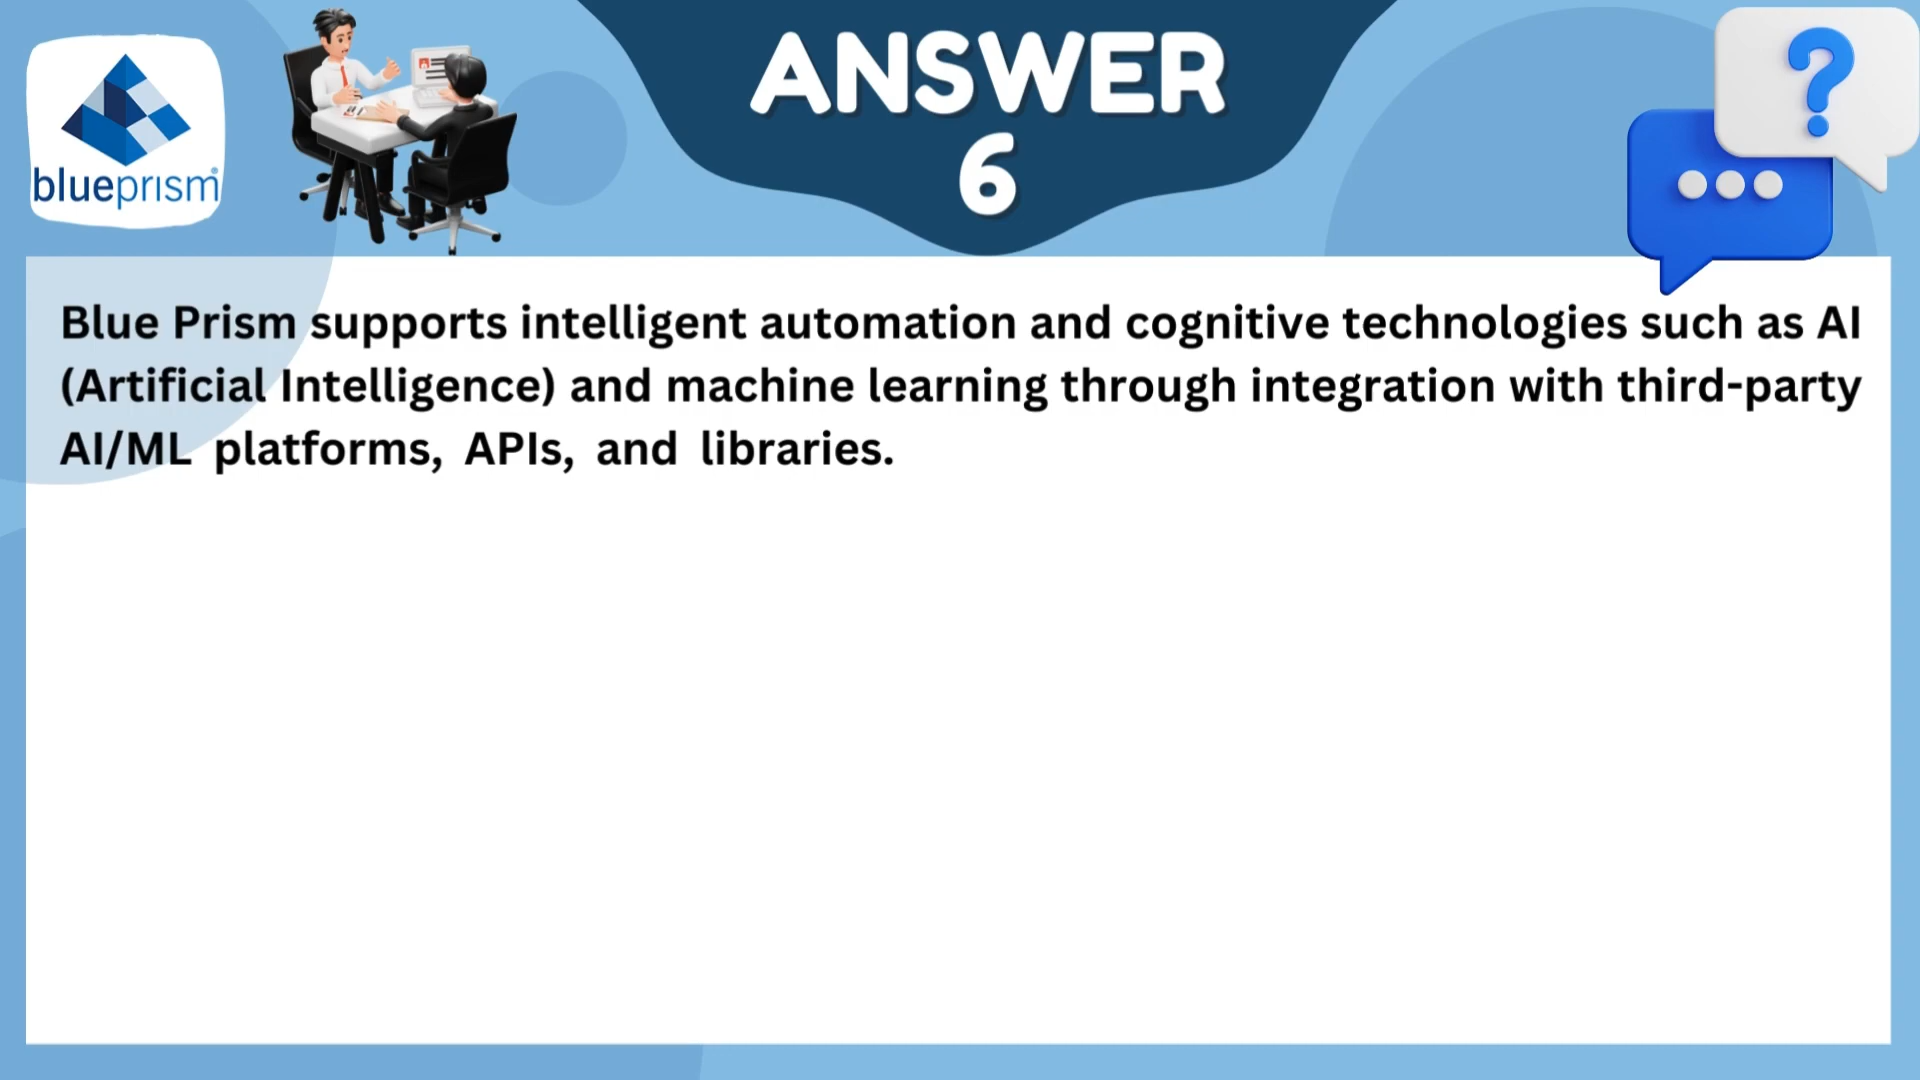 blueprism
ANSWER
6
?
Blue Prism supports intelligent automation and cognitive technologies such as AI
(Artificial Intelligence) and machine learning through integration with third-party
AI/ML platforms, APIs, and libraries.